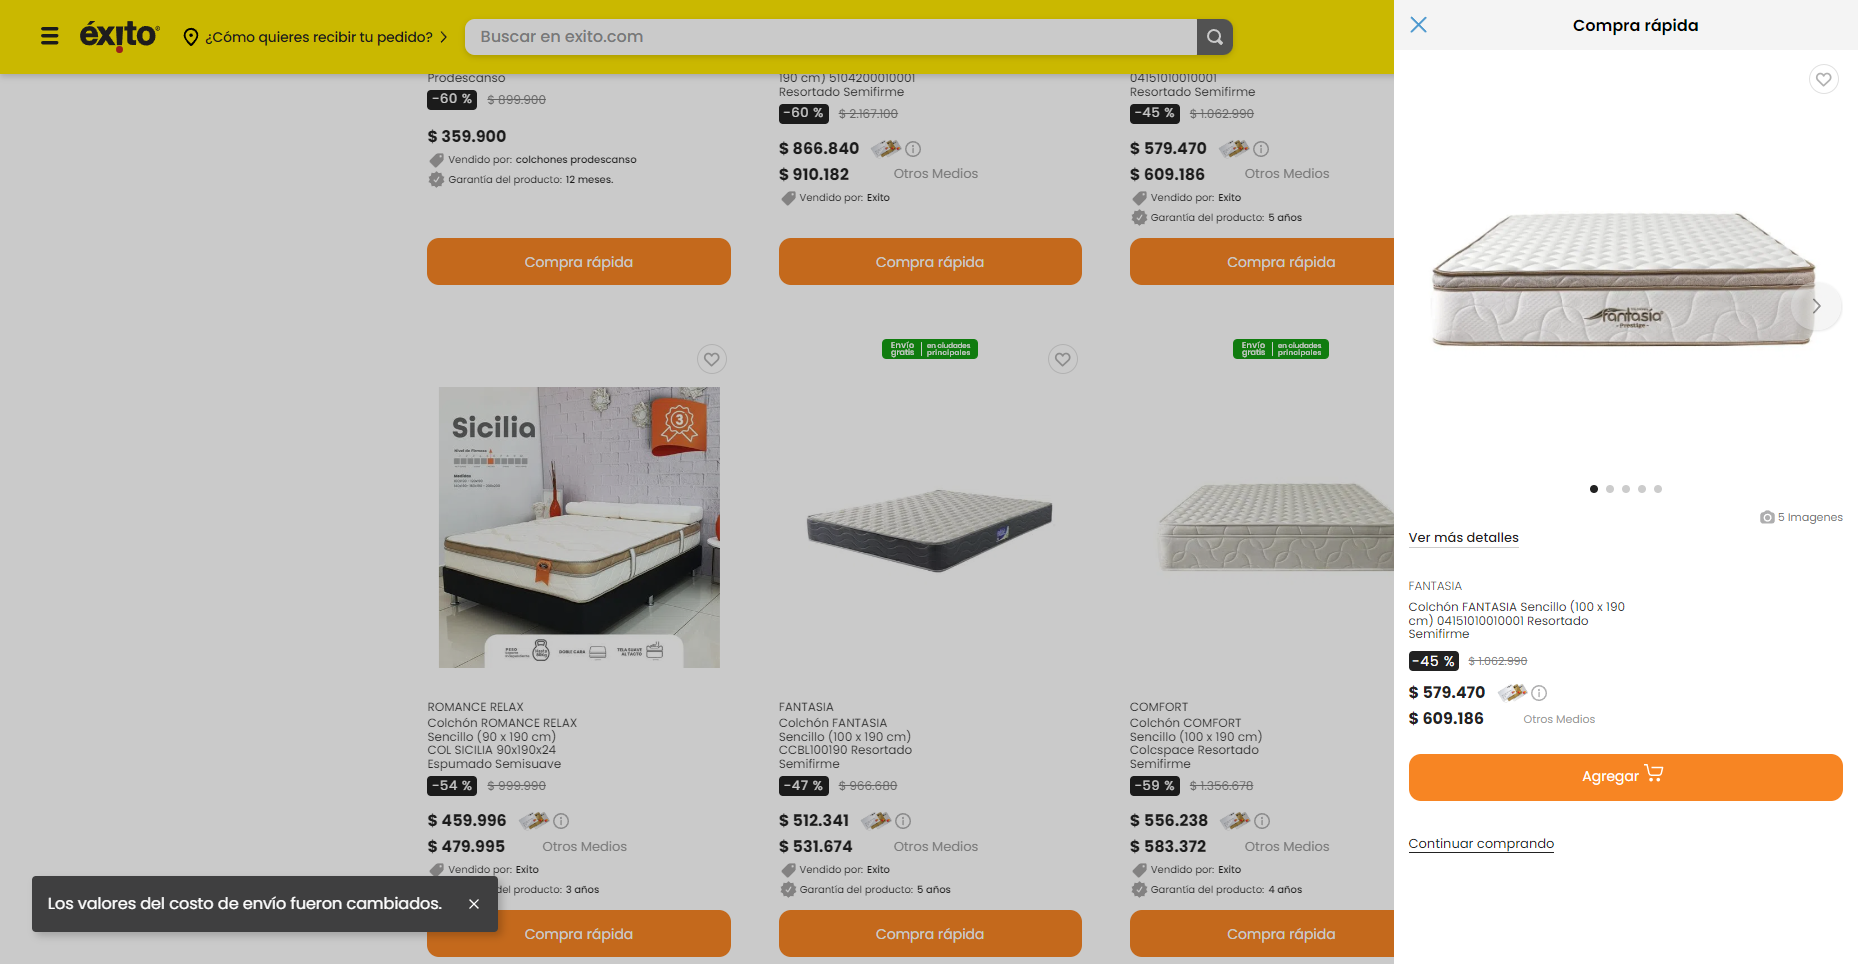 éxito
¿Cómo quieres recibir tu pedido?
Buscar en exito.com
Prodescanso
-60 % $ 899.900
$ 359.900
Vendido por: colchones prodescanso
Garantía del producto: 12 meses.
Compra rápida
190 cm) 5104200010001
Resortado Semifirme
-60 % $ 2.167.100
$ 866.840
$ 910.182 Otros Medios
Vendido por: Exito
Compra rápida
04151010010001
Resortado Semifirme
-45 % $ 1.062.990
$ 579.470
$ 609.186 Otros Medios
Vendido por: Exito
Garantía del producto: 5 años
Compra rápida
Sicilia
3
Nivel de Firmeza
PESO
DOBLE CARA
TELA SUAVE
AL TACTO
ROMANCE RELAX
Colchón ROMANCE RELAX
Sencillo (90 x 190 cm)
COL SICILIA 90x190x24
Espumado Semisuave
-54 % $ 999.990
$ 459.996
$ 479.995 Otros Medios
Vendido por: Exito
del producto: 3 años
Compra rápida
Envío
gratis
en ciudades
principales
FANTASIA
Colchón FANTASIA
Sencillo (100 x 190 cm)
CCBL100190 Resortado
Semifirme
-47 % $ 966.680
$ 512.341
$ 531.674 Otros Medios
Vendido por: Exito
Garantía del producto: 5 años
Compra rápida
Envío
gratis
en ciudades
principales
COMFORT
Colchón COMFORT
Sencillo (100 x 190 cm)
Colcspace Resortado
Semifirme
-59 % $ 1.356.678
$ 556.238
$ 583.372 Otros Medios
Vendido por: Exito
Garantía del producto: 4 años
Compra rápida
Los valores del costo de envío fueron cambiados.
Compra rápida
fantasia
Prestige
5 Imagenes
Ver más detalles
FANTASIA
Colchón FANTASIA Sencillo (100 x 190
cm) 04151010010001 Resortado
Semifirme
-45 % $ 1.062.990
$ 579.470
$ 609.186 Otros Medios
Agregar
Continuar comprando